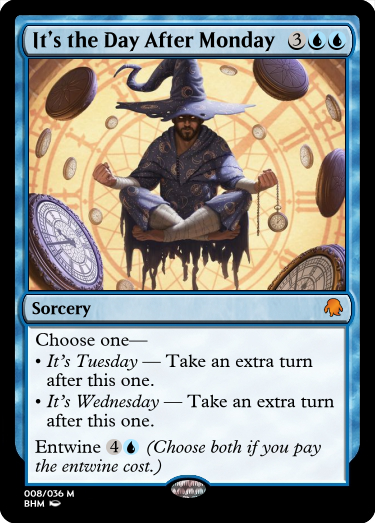 It's the Day After Monday 3
Sorcery
Choose one—
• It's Tuesday — Take an extra turn
after this one.
• It's Wednesday — Take an extra turn
after this one.
Entwine 4 (Choose both if you pay
the entwine cost.)
008/036 M
BHM